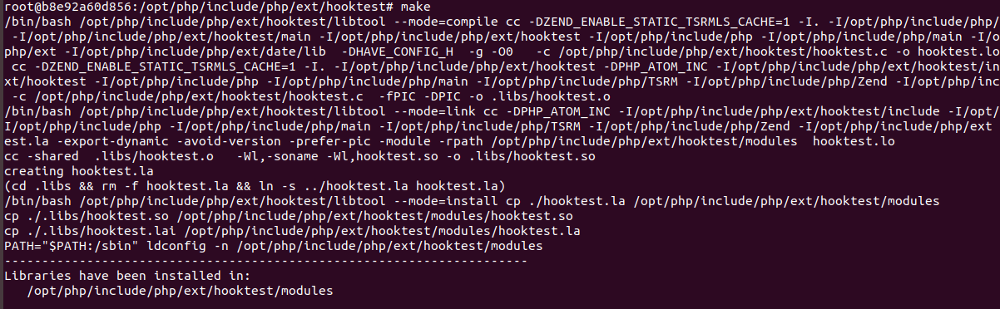 root@b8e92a60d856:/opt/php/include/php/ext/hooktest# make
/bin/bash /opt/php/include/php/ext/hooktest/libtool --mode=compile cc -DZEND_ENABLE_STATIC_TSRMLS_CACHE=1 -I. -I/opt/php/include/php/
 -I/opt/php/include/php/ext/hooktest/main -I/opt/php/include/php/ext/hooktest -I/opt/php/include/php -I/opt/php/include/php/main -I/o
php/ext -I/opt/php/include/php/ext/date/lib  -DHAVE_CONFIG_H  -g -O0   -c /opt/php/include/php/ext/hooktest/hooktest.c -o hooktest.lo
 cc -DZEND_ENABLE_STATIC_TSRMLS_CACHE=1 -I. -I/opt/php/include/php/ext/hooktest -DPHP_ATOM_INC -I/opt/php/include/php/ext/hooktest/in
xt/hooktest -I/opt/php/include/php -I/opt/php/include/php/main -I/opt/php/include/php/TSRM -I/opt/php/include/php/Zend -I/opt/php/inc
 -c /opt/php/include/php/ext/hooktest/hooktest.c  -fPIC -DPIC -o .libs/hooktest.o
/bin/bash /opt/php/include/php/ext/hooktest/libtool --mode=link cc -DPHP_ATOM_INC -I/opt/php/include/php/ext/hooktest/include -I/opt/
I/opt/php/include/php -I/opt/php/include/php/main -I/opt/php/include/php/TSRM -I/opt/php/include/php/Zend -I/opt/php/include/php/ext
est.la -export-dynamic -avoid-version -prefer-pic -module -rpath /opt/php/include/php/ext/hooktest/modules  hooktest.lo
cc -shared  .libs/hooktest.o   -Wl,-soname -Wl,hooktest.so -o .libs/hooktest.so
creating hooktest.la
(cd .libs && rm -f hooktest.la && ln -s ../hooktest.la hooktest.la)
/bin/bash /opt/php/include/php/ext/hooktest/libtool --mode=install cp ./hooktest.la /opt/php/include/php/ext/hooktest/modules
cp ./.libs/hooktest.so /opt/php/include/php/ext/hooktest/modules/hooktest.so
cp ./.libs/hooktest.lai /opt/php/include/php/ext/hooktest/modules/hooktest.la
PATH="$PATH:/sbin" ldconfig -n /opt/php/include/php/ext/hooktest/modules
----------------------------------------------------------------------
Libraries have been installed in:
   /opt/php/include/php/ext/hooktest/modules